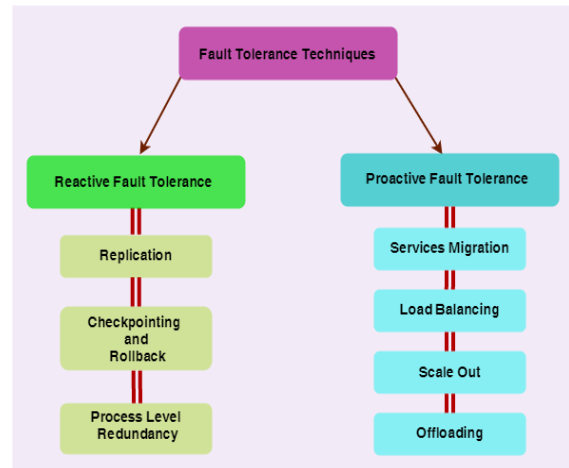 Fault Tolerance Techniques
Reactive Fault Tolerance
Replication
Checkpointing
and
Rollback
Process Level
Redundancy
Proactive Fault Tolerance
Services Migration
Load Balancing
Scale Out
Offloading